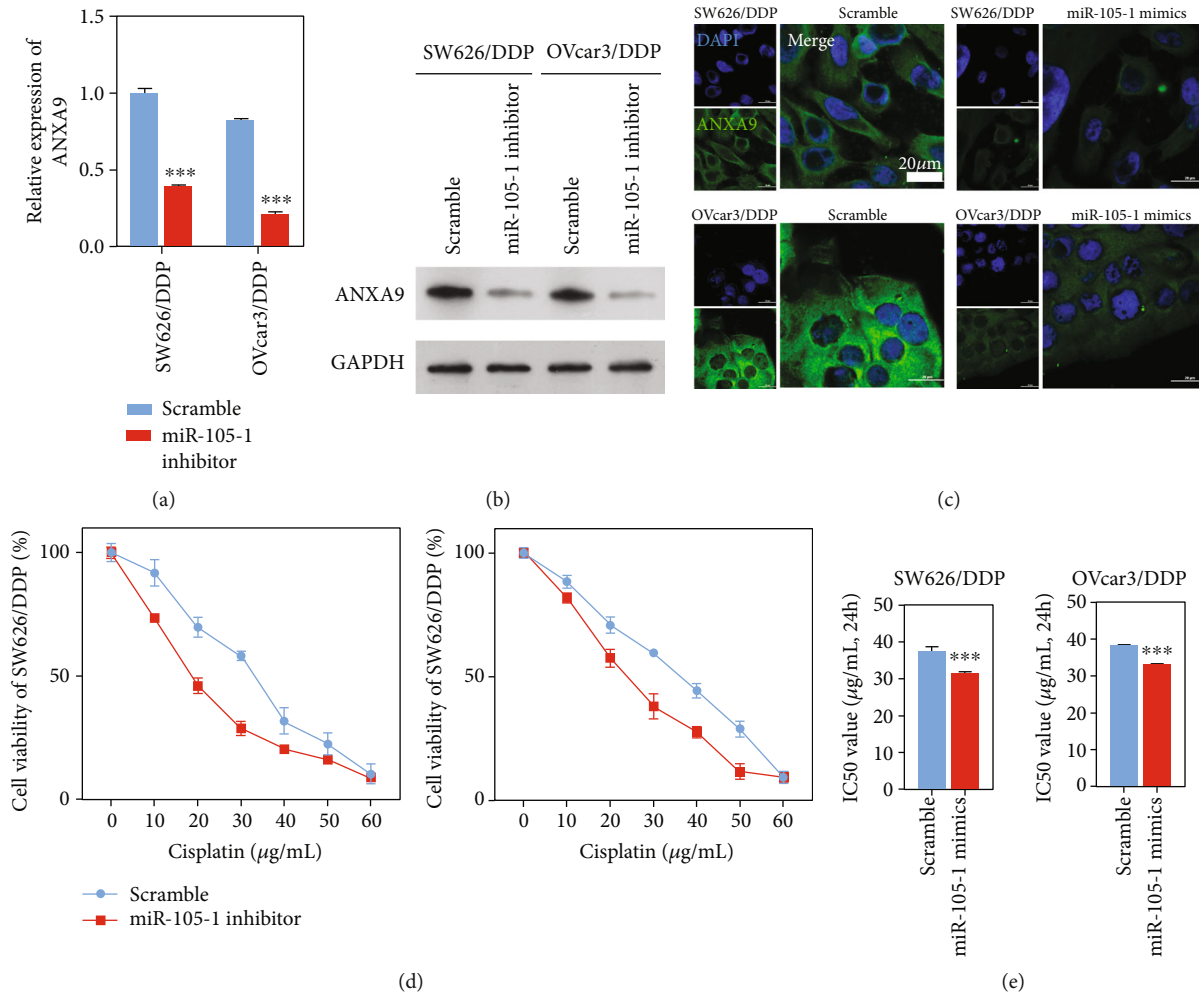 Relative expression of
ANXA9
1.5
1.0
0.5
0.0
***
***
SW626/DDP
OVcar3/DDP
Scramble
miR-105-1
inhibitor
(a)
SW626/DDP OVcar3/DDP
Scramble
miR-105-1 inhibitor
Scramble
miR-105-1 inhibitor
ANXA9
GAPDH
(b)
SW626/DDP Scramble
DAPI
Merge
ANXA9
20μm
SW626/DDP miR-105-1 mimics
OVcar3/DDP Scramble
OVcar3/DDP miR-105-1 mimics
(c)
Cell viability of SW626/DDP (%)
100
50
0
0 10 20 30 40 50 60
Cisplatin (μg/mL)
Cell viability of SW626/DDP (%)
100
50
0
0 10 20 30 40 50 60
Cisplatin (μg/mL)
Scramble
miR-105-1 inhibitor
(d)
SW626/DDP
IC50 value (μg/mL, 24h)
50
40
30
20
10
0
***
Scramble
miR-105-1 mimics
OVcar3/DDP
IC50 value (μg/mL, 24h)
50
40
30
20
10
0
***
Scramble
miR-105-1 mimics
(e)